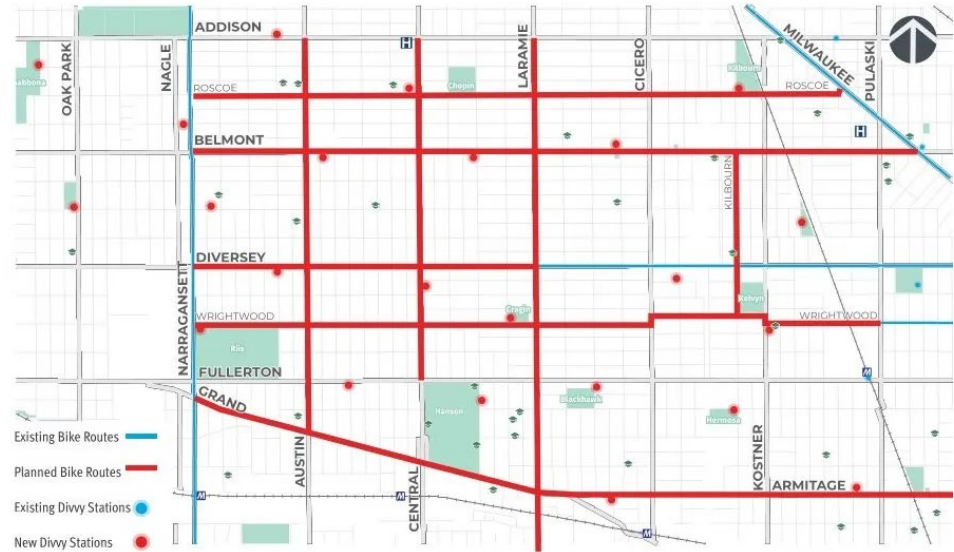 ADDISON
OAK PARK
NAGLE
LARAMIE
CICERO
MILWAUKEE
PULASKI
H
Chopin
Kilbourn
ROSCOE
ROSCOE
H
BELMONT
KILBOURN
DIVERSEY
NARRAGANSETT
WRIGHTWOOD
Cragin
Kelvyn
WRIGHTWOOD
Riis
FULLERTON
M
GRAND
Hanson
Blackhawk
Hermosa
AUSTIN
CENTRAL
KOSTNER
ARMITAGE
M
M
M
Existing Bike Routes
Planned Bike Routes
Existing Divvy Stations
New Divvy Stations